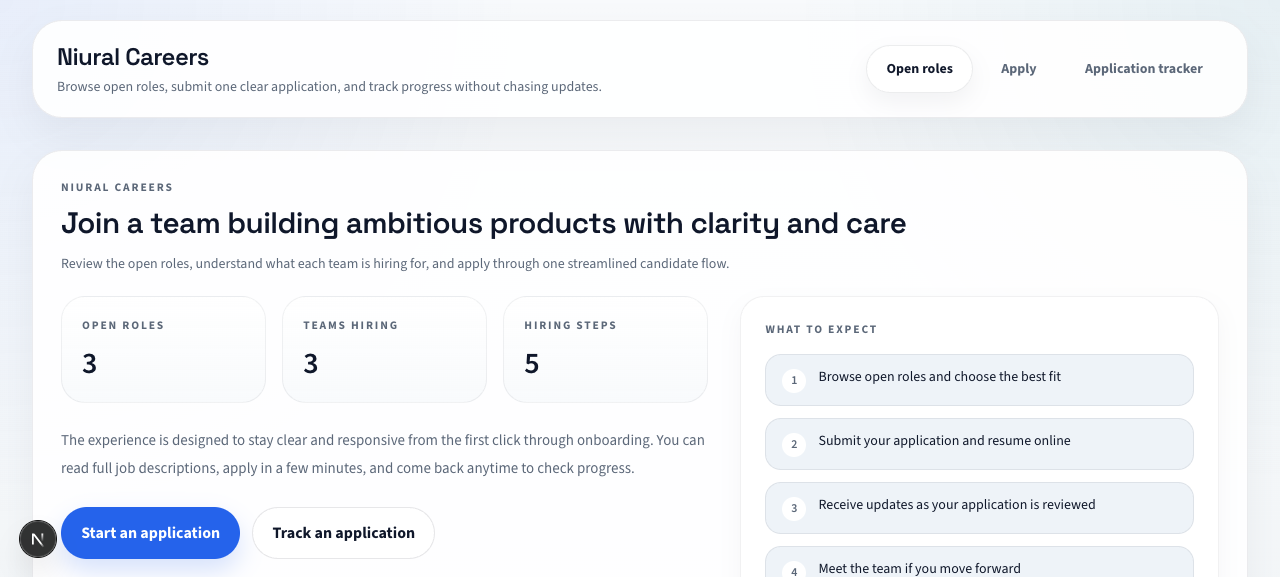 Niural Careers
Browse open roles, submit one clear application, and track progress without chasing updates.
Open roles
Apply
Application tracker
NIURAL CAREERS
Join a team building ambitious products with clarity and care
Review the open roles, understand what each team is hiring for, and apply through one streamlined candidate flow.
OPEN ROLES
3
TEAMS HIRING
3
HIRING STEPS
5
The experience is designed to stay clear and responsive from the first click through onboarding. You can
read full job descriptions, apply in a few minutes, and come back anytime to check progress.
Start an application
Track an application
N
WHAT TO EXPECT
1 Browse open roles and choose the best fit
2 Submit your application and resume online
3 Receive updates as your application is reviewed
4 Meet the team if you move forward